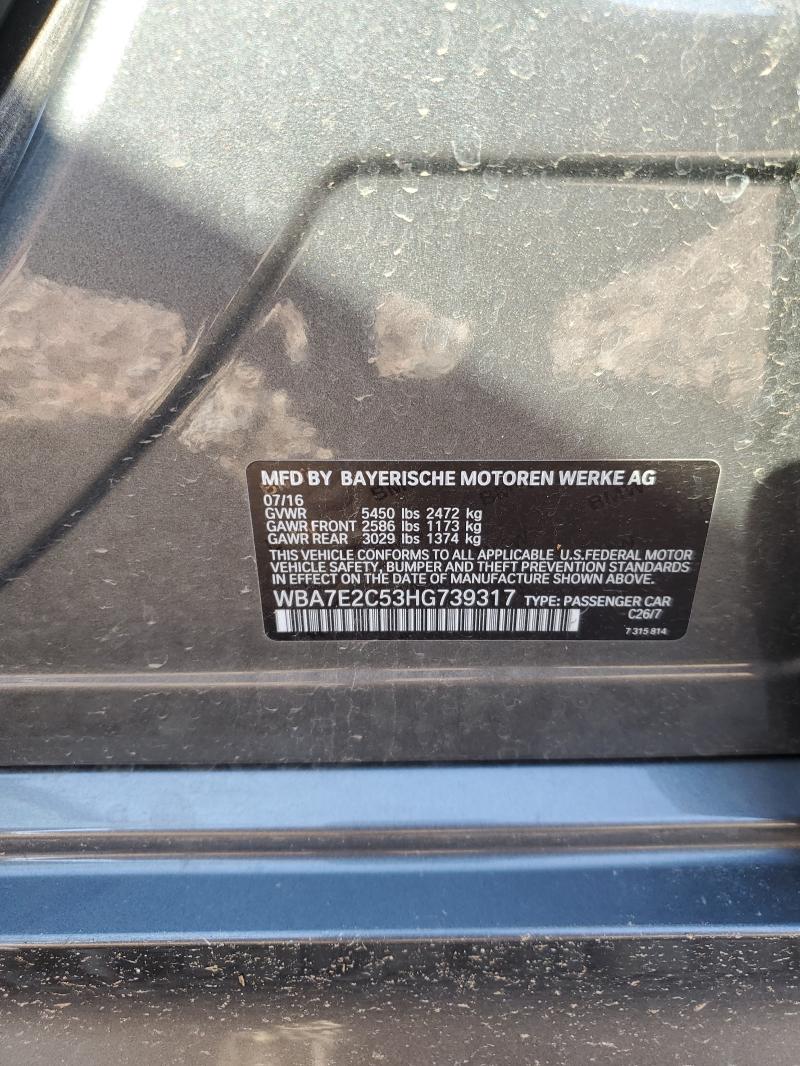 MFD BY BAYERISCHE MOTOREN WERKE AG
07/16
GVWR 5450 lbs 2472 kg
GAWR FRONT 2586 lbs 1173 kg
GAWR REAR 3029 lbs 1374 kg
THIS VEHICLE CONFORMS TO ALL APPLICABLE U.S.FEDERAL MOTOR
VEHICLE SAFETY, BUMPER AND THEFT PREVENTION STANDARDS
IN EFFECT ON THE DATE OF MANUFACTURE SHOWN ABOVE.
WBA7E2C53HG739317 TYPE: PASSENGER CAR
C26/7
7 315 814